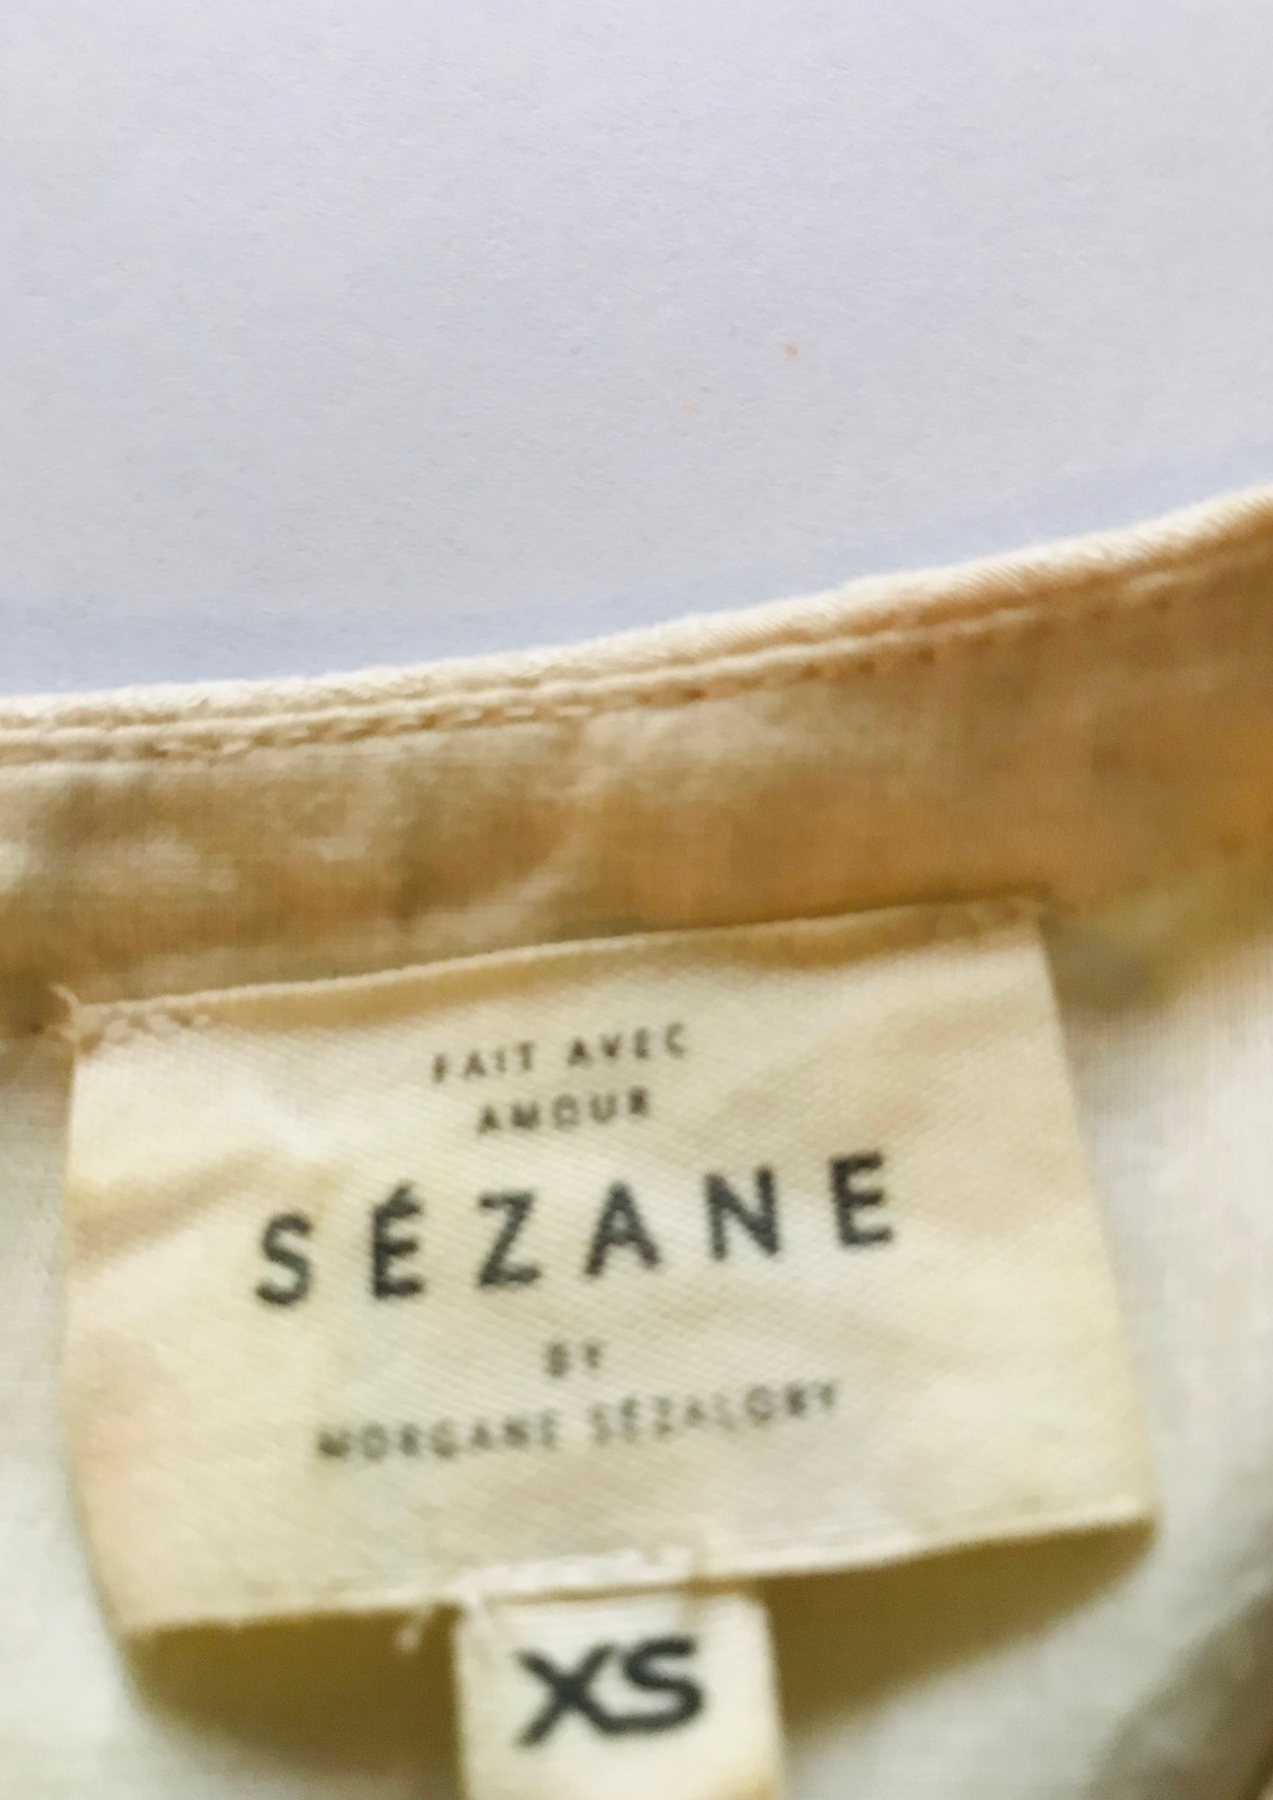 FAIT AVEC
AMOUR
SÉZANE
BY
MORGANE SÉZALORY
XS